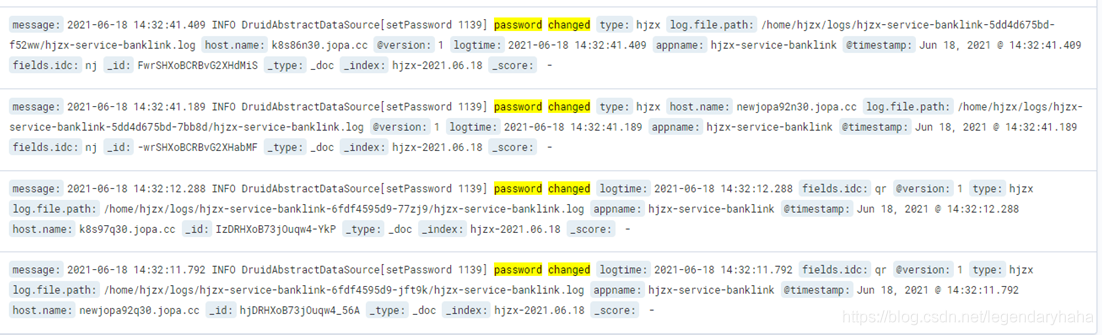 message: 2021-06-18 14:32:41.409 INFO DruidAbstractDataSource[setPassword 1139] password changed type: hjzx log.file.path: /home/hjzx/logs/hjzx-service-banklink-5dd4d675bd-
f52ww/hjzx-service-banklink.log host.name: k8s86n30.jopa.cc @version: 1 logtime: 2021-06-18 14:32:41.409 appname: hjzx-service-banklink @timestamp: Jun 18, 2021 @ 14:32:41.409
fields.idc: nj _id: FwrSHXoBCRBvG2XHdMiS _type: _doc _index: hjzx-2021.06.18 _score: -
message: 2021-06-18 14:32:41.189 INFO DruidAbstractDataSource[setPassword 1139] password changed type: hjzx host.name: newjopa92n30.jopa.cc log.file.path: /home/hjzx/logs/hjzx-
service-banklink-5dd4d675bd-7bb8d/hjzx-service-banklink.log @version: 1 logtime: 2021-06-18 14:32:41.189 appname: hjzx-service-banklink @timestamp: Jun 18, 2021 @ 14:32:41.189
fields.idc: nj _id: -wrSHXoBCRBvG2XHabMF _type: _doc _index: hjzx-2021.06.18 _score: -
message: 2021-06-18 14:32:12.288 INFO DruidAbstractDataSource[setPassword 1139] password changed logtime: 2021-06-18 14:32:12.288 fields.idc: qr @version: 1 type: hjzx
log.file.path: /home/hjzx/logs/hjzx-service-banklink-6fdf4595d9-77zj9/hjzx-service-banklink.log appname: hjzx-service-banklink @timestamp: Jun 18, 2021 @ 14:32:12.288
host.name: k8s97q30.jopa.cc _id: IzDRHXoB73jOuqw4-YkP _type: _doc _index: hjzx-2021.06.18 _score: -
message: 2021-06-18 14:32:11.792 INFO DruidAbstractDataSource[setPassword 1139] password changed logtime: 2021-06-18 14:32:11.792 fields.idc: qr @version: 1 type: hjzx
log.file.path: /home/hjzx/logs/hjzx-service-banklink-6fdf4595d9-jft9k/hjzx-service-banklink.log appname: hjzx-service-banklink @timestamp: Jun 18, 2021 @ 14:32:11.792
host.name: newjopa92q30.jopa.cc _id: hjDRHXoB73jOuqw4_56A _type: _doc _index: hjzx-2021.06.18 _score: -
https://blog.csdn.net/legendaryhaha